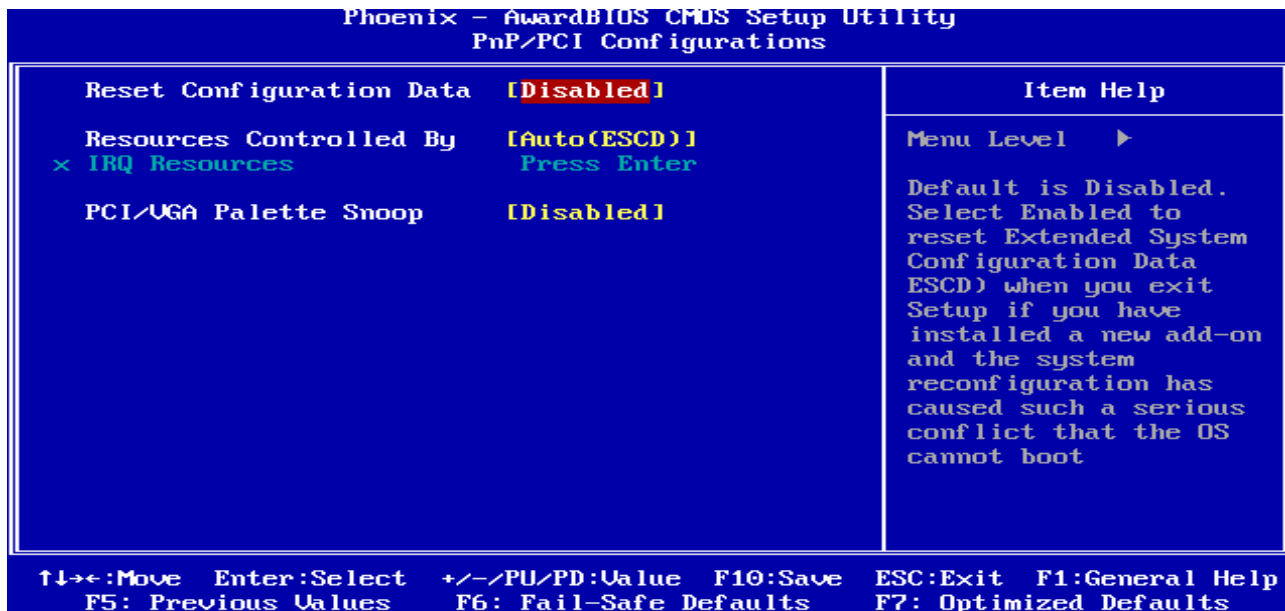 Phoenix - AwardBIOS CMOS Setup Utility
PnP/PCI Configurations
Reset Configuration Data [Disabled]
Resources Controlled By [Auto(ESCD)]
x IRQ Resources Press Enter
PCI/VGA Palette Snoop [Disabled]
Item Help
Menu Level ▶
Default is Disabled.
Select Enabled to
reset Extended System
Configuration Data
ESCD) when you exit
Setup if you have
installed a new add-on
and the system
reconfiguration has
caused such a serious
conflict that the OS
cannot boot
↑↓→←:Move Enter:Select +/-/PU/PD:Value F10:Save ESC:Exit F1:General Help
F5: Previous Values F6: Fail-Safe Defaults F7: Optimized Defaults